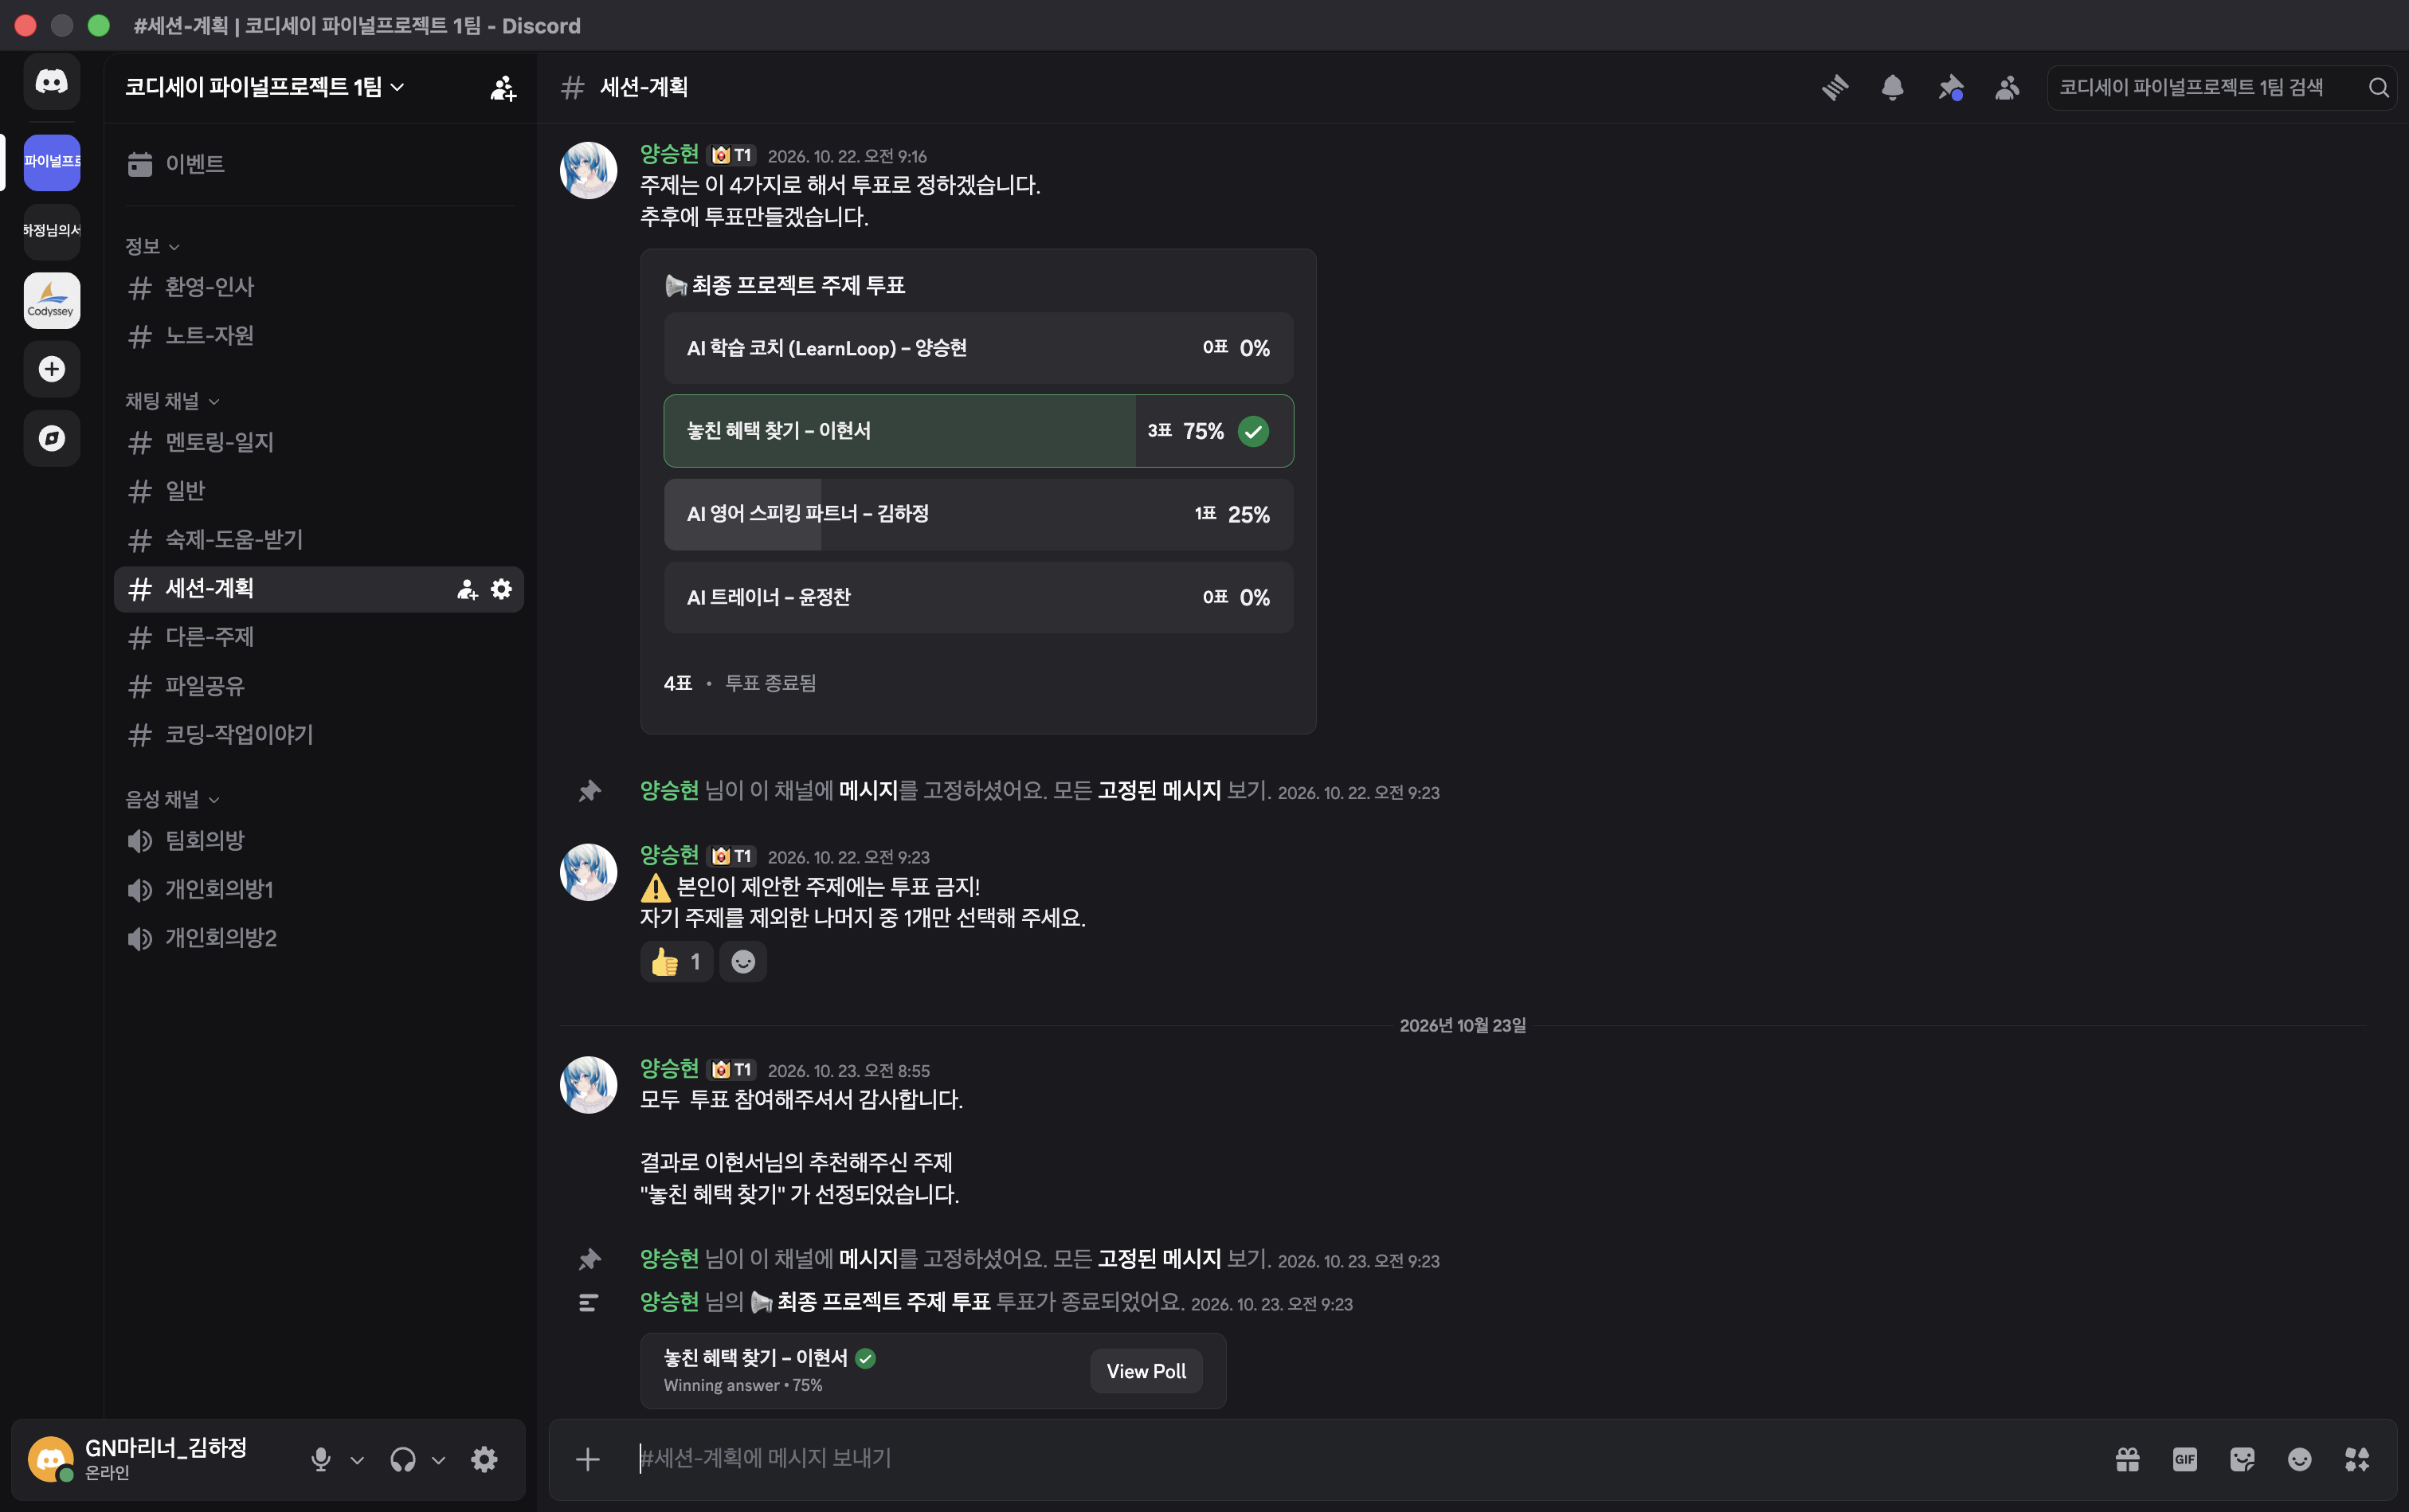 #세션-계획 | 코디세이 파이널프로젝트 1팀 - Discord
코디세이 파이널프로젝트 1팀
파이널프로
하정님의서
Codyssey
이벤트
정보
환영-인사
노트-자원
채팅 채널
멘토링-일지
일반
숙제-도움-받기
세션-계획
다른-주제
파일공유
코딩-작업이야기
음성 채널
팀회의방
개인회의방1
개인회의방2
GN마리너_김하정
온라인
세션-계획
코디세이 파이널프로젝트 1팀 검색
양승현 T1 2026. 10. 22. 오전 9:16
주제는 이 4가지로 해서 투표로 정하겠습니다.
추후에 투표만들겠습니다.
최종 프로젝트 주제 투표
AI 학습 코치 (LearnLoop) – 양승현 0표 0%
놓친 혜택 찾기 – 이현서 3표 75%
AI 영어 스피킹 파트너 – 김하정 1표 25%
AI 트레이너 – 윤정찬 0표 0%
4표 • 투표 종료됨
양승현 님이 이 채널에 메시지를 고정하셨어요. 모든 고정된 메시지 보기. 2026. 10. 22. 오전 9:23
양승현 T1 2026. 10. 22. 오전 9:23
⚠️ 본인이 제안한 주제에는 투표 금지!
자기 주제를 제외한 나머지 중 1개만 선택해 주세요.
👍 1
2026년 10월 23일
양승현 T1 2026. 10. 23. 오전 8:55
모두 투표 참여해주셔서 감사합니다.
결과로 이현서님의 추천해주신 주제
"놓친 혜택 찾기" 가 선정되었습니다.
양승현 님이 이 채널에 메시지를 고정하셨어요. 모든 고정된 메시지 보기. 2026. 10. 23. 오전 9:23
양승현 님의 최종 프로젝트 주제 투표 투표가 종료되었어요. 2026. 10. 23. 오전 9:23
놓친 혜택 찾기 – 이현서
Winning answer • 75%
View Poll
#세션-계획에 메시지 보내기
GIF